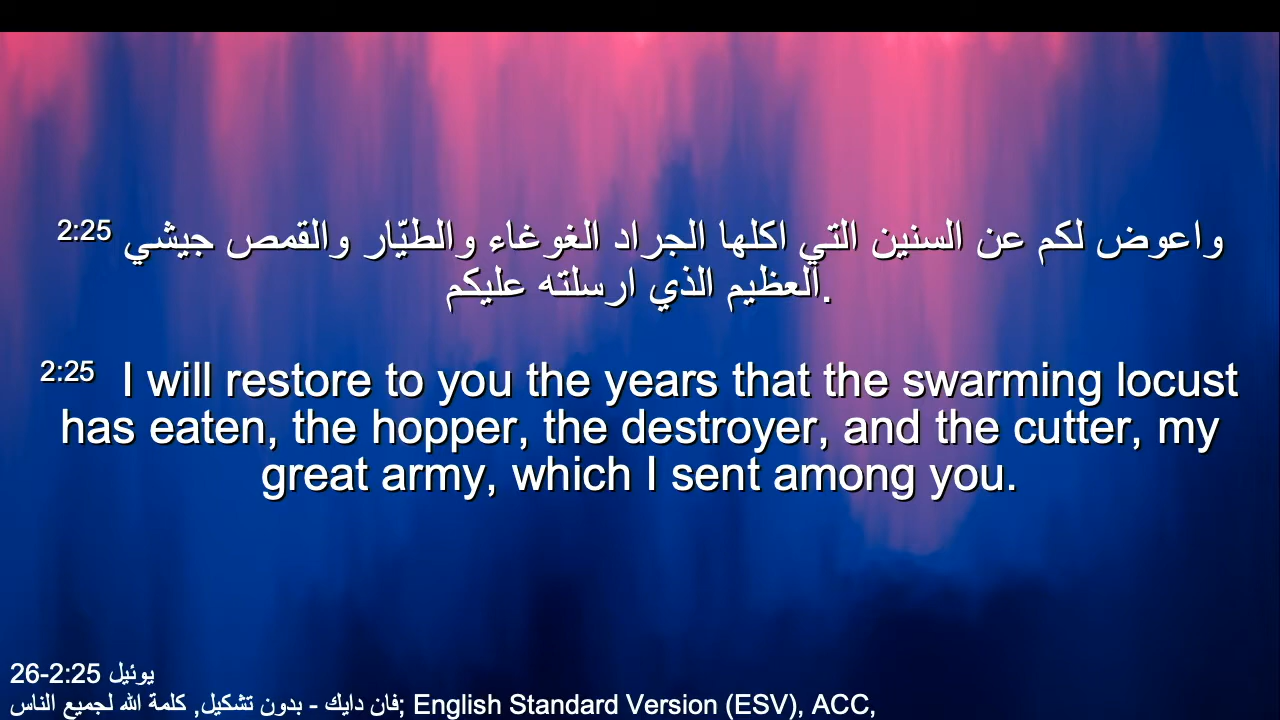 2:25 واعوض لكم عن السنين التي اكلها الجراد الغوغاء والطيّار والقمص جيشي
العظيم الذي ارسلته عليكم.
2:25 I will restore to you the years that the swarming locust
has eaten, the hopper, the destroyer, and the cutter, my
great army, which I sent among you.
يوئيل 2:25-26
فان دايك - بدون تشكيل, كلمة الله لجميع الناس; English Standard Version (ESV), ACC,